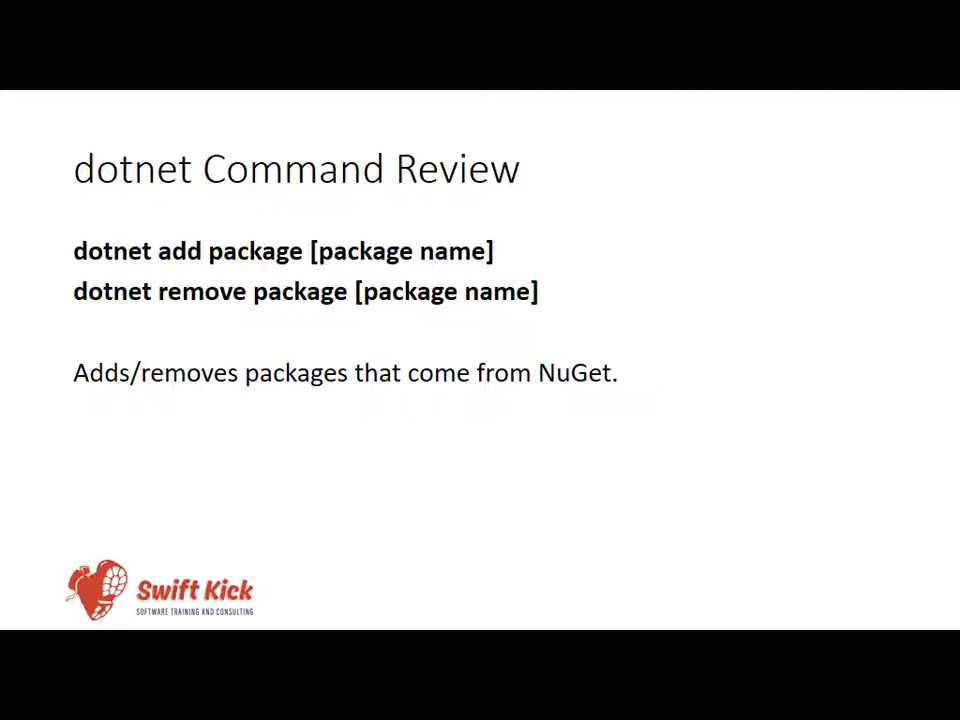 dotnet Command Review
dotnet add package [package name]
dotnet remove package [package name]
Adds/removes packages that come from NuGet.
Swift Kick
SOFTWARE TRAINING AND CONSULTING